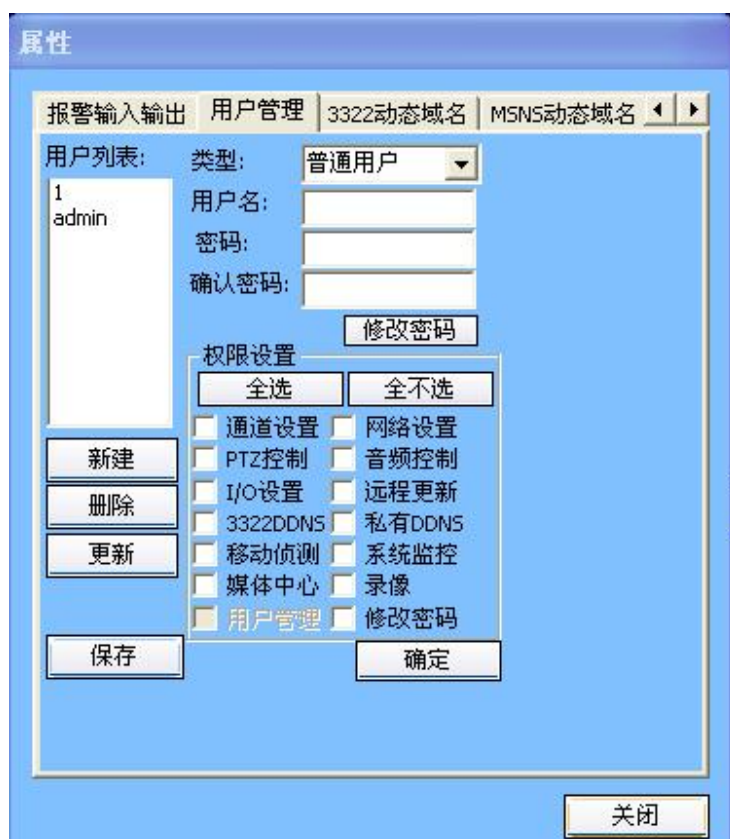 属性
报警输入输出 用户管理 3322动态域名 MSNS动态域名
用户列表: 类型: 普通用户
1
admin
用户名:
密码:
确认密码:
修改密码
权限设置
全选 全不选
通道设置 网络设置
新建 PTZ控制 音频控制
删除 I/O设置 远程更新
3322DDNS 私有DDNS
更新 移动侦测 系统监控
媒体中心 录像
用户管理 修改密码
保存 确定
关闭